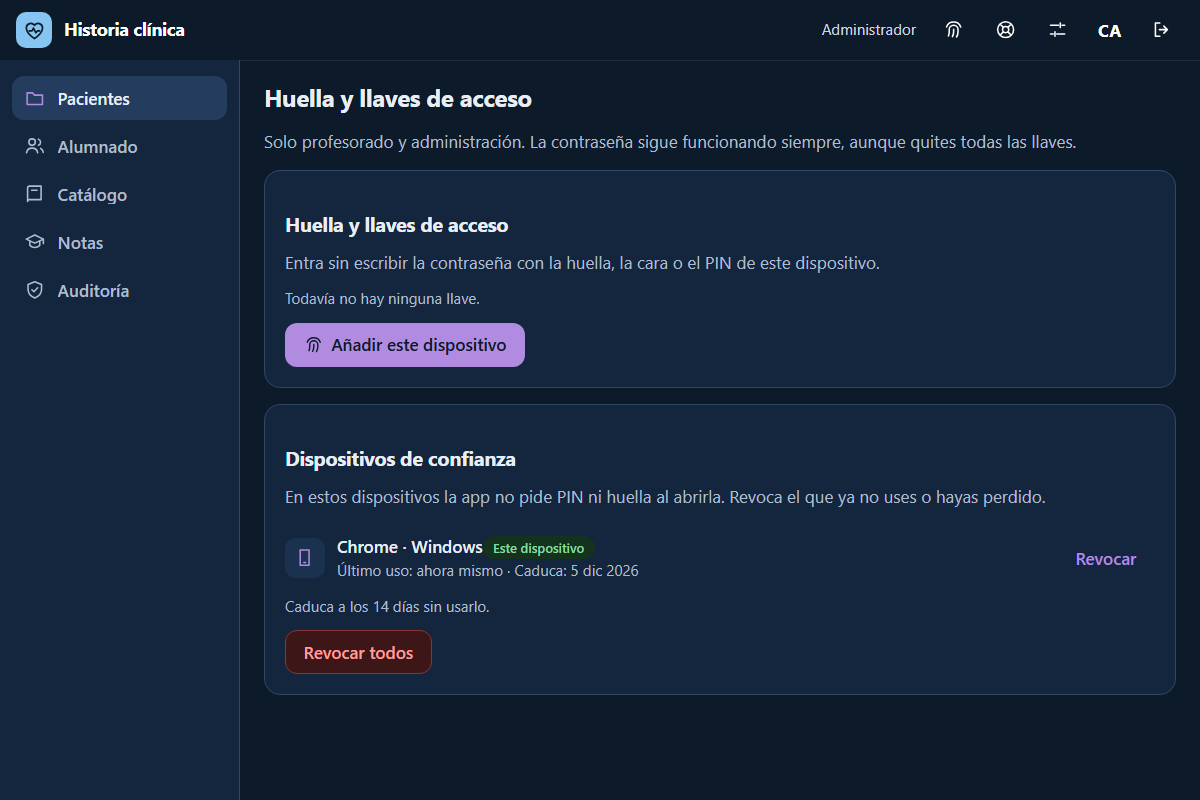 Historia clínica
Administrador
CA
Pacientes
Alumnado
Catálogo
Notas
Auditoría
Huella y llaves de acceso
Solo profesorado y administración. La contraseña sigue funcionando siempre, aunque quites todas las llaves.
Huella y llaves de acceso
Entra sin escribir la contraseña con la huella, la cara o el PIN de este dispositivo.
Todavía no hay ninguna llave.
Añadir este dispositivo
Dispositivos de confianza
En estos dispositivos la app no pide PIN ni huella al abrirla. Revoca el que ya no uses o hayas perdido.
Chrome · Windows Este dispositivo
Último uso: ahora mismo · Caduca: 5 dic 2026
Revocar
Caduca a los 14 días sin usarlo.
Revocar todos